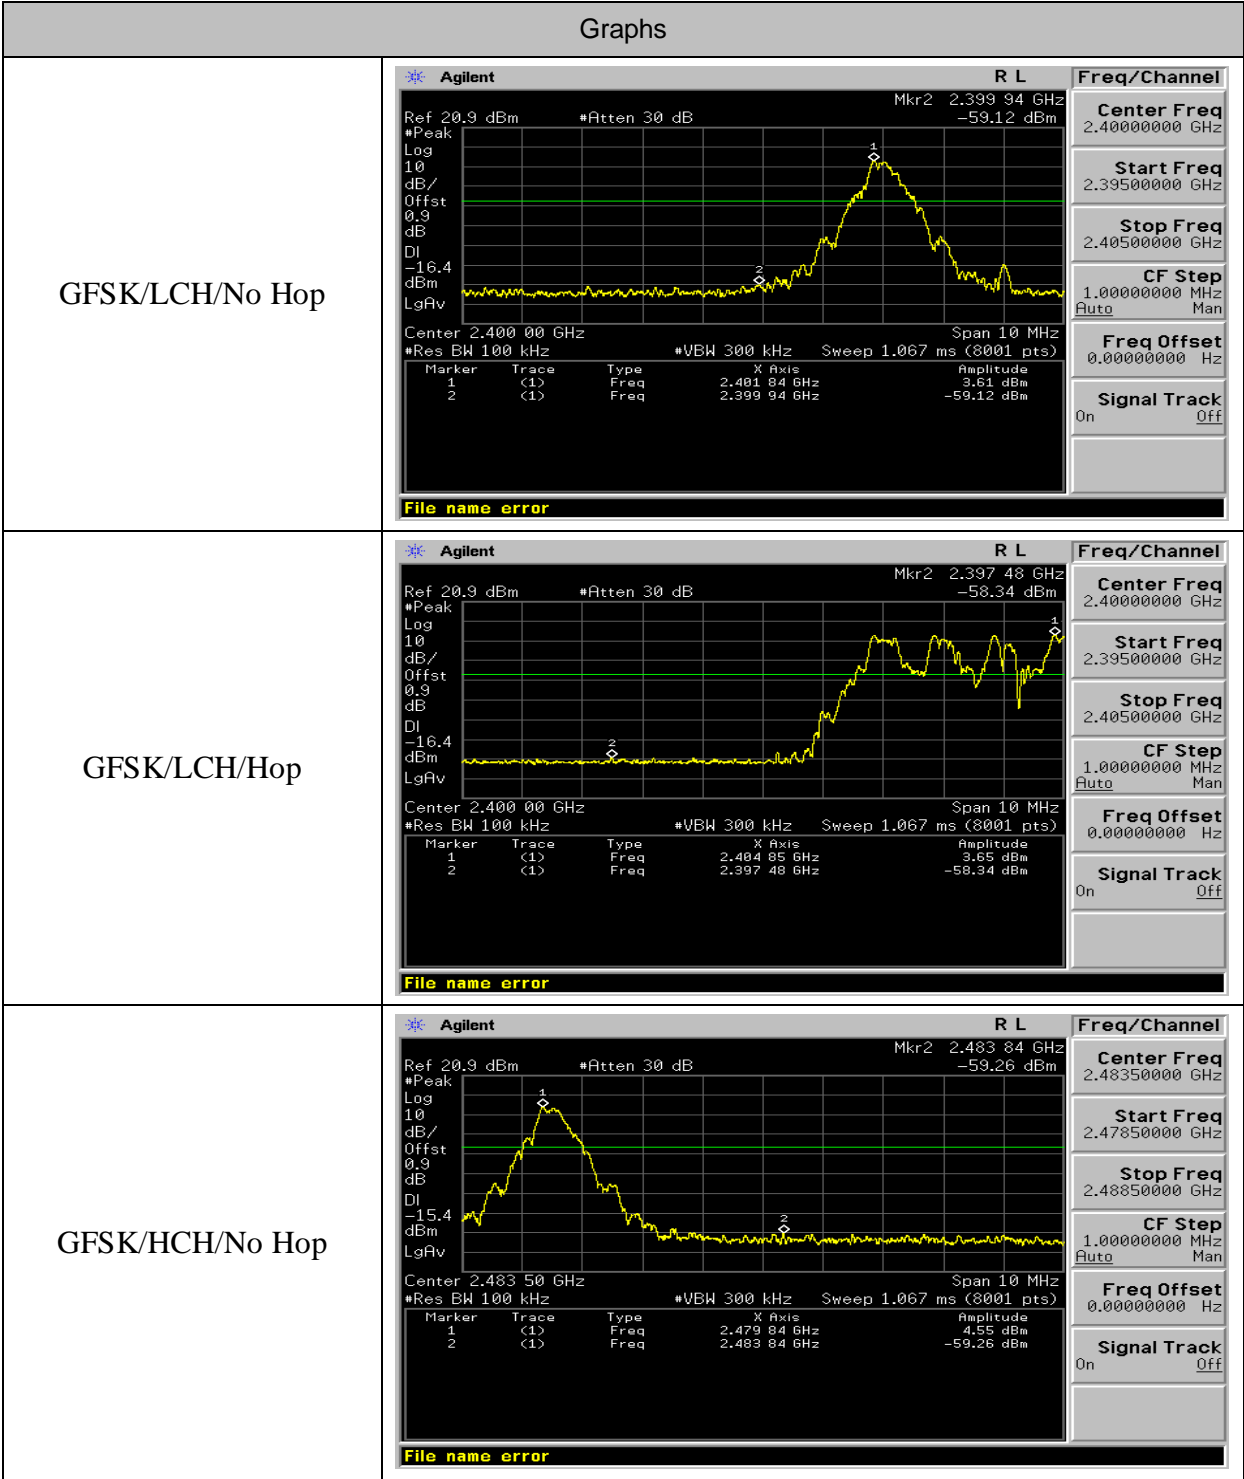 Graphs
GFSK/LCH/No Hop
Agilent R L Freq/Channel
Mkr2 2.399 94 GHz
Ref 20.9 dBm #Atten 30 dB -59.12 dBm
#Peak
Log
10
dB/
Offst
0.9
dB
DI
-16.4
dBm
LgAv
1
2
Center 2.400 00 GHz Span 10 MHz
#Res BW 100 kHz #VBW 300 kHz Sweep 1.067 ms (8001 pts)
Marker Trace Type X Axis Amplitude
1 (1) Freq 2.401 84 GHz 3.61 dBm
2 (1) Freq 2.399 94 GHz -59.12 dBm
File name error
Center Freq
2.40000000 GHz
Start Freq
2.39500000 GHz
Stop Freq
2.40500000 GHz
CF Step
1.00000000 MHz
Auto Man
Freq Offset
0.00000000 Hz
Signal Track
On Off
GFSK/LCH/Hop
Agilent R L Freq/Channel
Mkr2 2.397 48 GHz
Ref 20.9 dBm #Atten 30 dB -58.34 dBm
#Peak
Log
10
dB/
Offst
0.9
dB
DI
-16.4
dBm
LgAv
1
2
Center 2.400 00 GHz Span 10 MHz
#Res BW 100 kHz #VBW 300 kHz Sweep 1.067 ms (8001 pts)
Marker Trace Type X Axis Amplitude
1 (1) Freq 2.404 85 GHz 3.65 dBm
2 (1) Freq 2.397 48 GHz -58.34 dBm
File name error
Center Freq
2.40000000 GHz
Start Freq
2.39500000 GHz
Stop Freq
2.40500000 GHz
CF Step
1.00000000 MHz
Auto Man
Freq Offset
0.00000000 Hz
Signal Track
On Off
GFSK/HCH/No Hop
Agilent R L Freq/Channel
Mkr2 2.483 84 GHz
Ref 20.9 dBm #Atten 30 dB -59.26 dBm
#Peak
Log
10
dB/
Offst
0.9
dB
DI
-15.4
dBm
LgAv
1
2
Center 2.483 50 GHz Span 10 MHz
#Res BW 100 kHz #VBW 300 kHz Sweep 1.067 ms (8001 pts)
Marker Trace Type X Axis Amplitude
1 (1) Freq 2.479 84 GHz 4.55 dBm
2 (1) Freq 2.483 84 GHz -59.26 dBm
File name error
Center Freq
2.48350000 GHz
Start Freq
2.47850000 GHz
Stop Freq
2.48850000 GHz
CF Step
1.00000000 MHz
Auto Man
Freq Offset
0.00000000 Hz
Signal Track
On Off